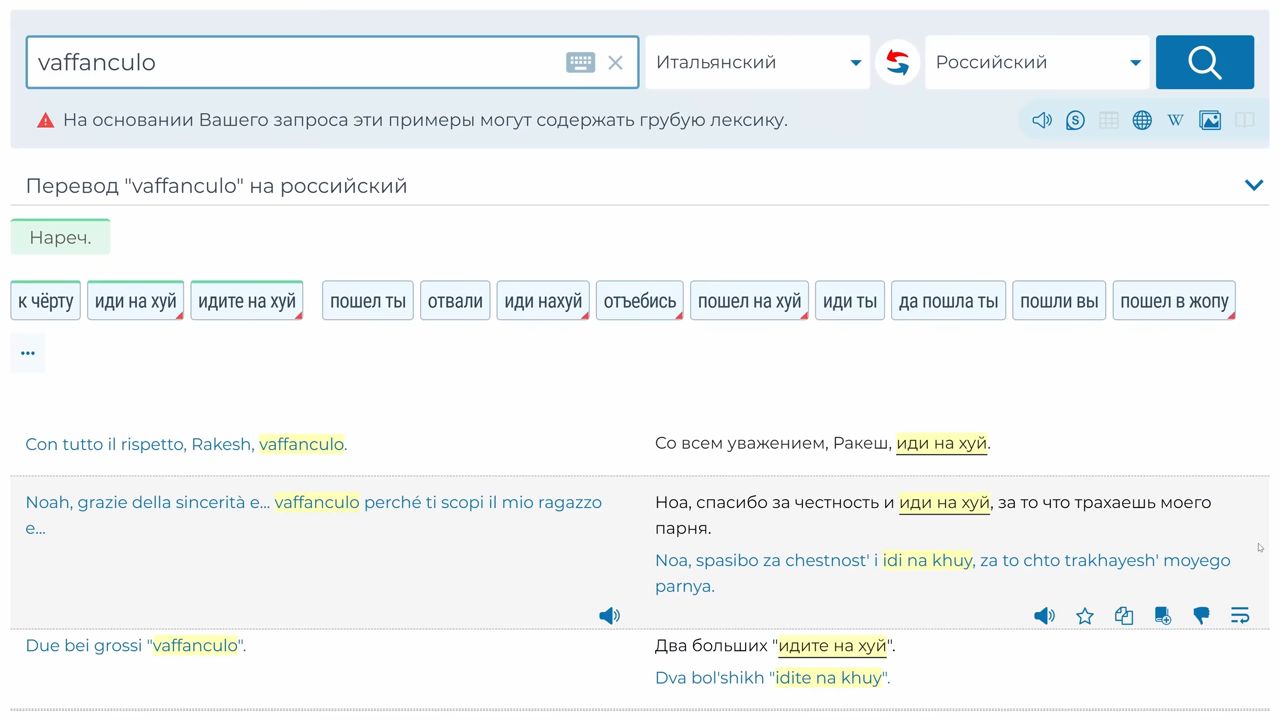 vaffanculo
Итальянский
Российский
На основании Вашего запроса эти примеры могут содержать грубую лексику.
Перевод "vaffanculo" на российский
Нареч.
к чёрту иди на хуй идите на хуй пошел ты отвали иди нахуй отъебись пошел на хуй иди ты да пошла ты пошли вы пошел в жопу
...
Con tutto il rispetto, Rakesh, vaffanculo.
Со всем уважением, Ракеш, иди на хуй.
Noah, grazie della sincerità e... vaffanculo perché ti scopi il mio ragazzo
e...
Ноа, спасибо за честность и иди на хуй, за то что трахаешь моего
парня.
Noa, spasibo za chestnost' i idi na khuy, za to chto trakhayesh' moyego
parnya.
Due bei grossi "vaffanculo".
Два больших "идите на хуй".
Dva bol'shikh "idite na khuy".